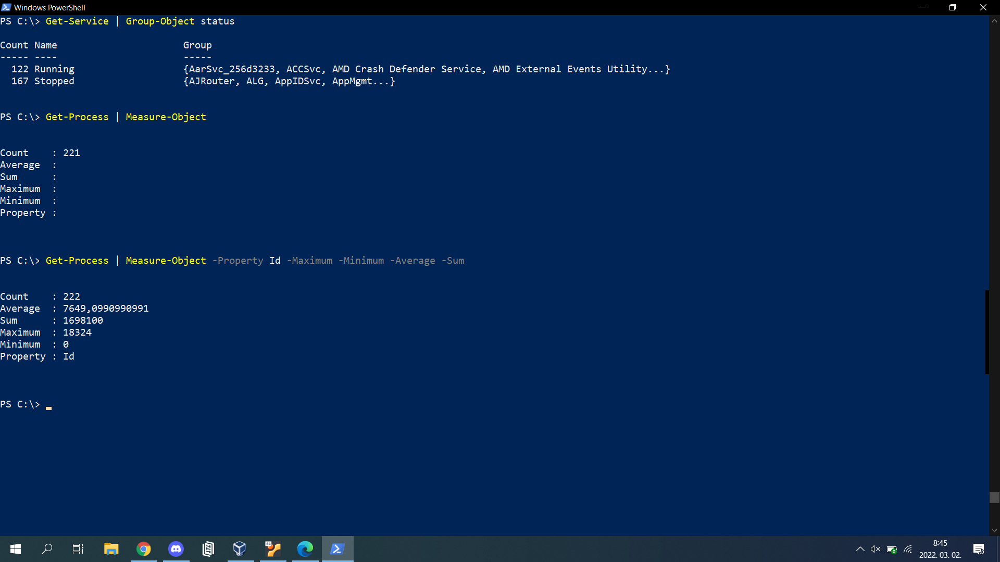 Windows PowerShell
PS C:\> Get-Service | Group-Object status
Count Name                      Group
----- ----                      -----
  122 Running                   {AarSvc_256d3233, ACCSvc, AMD Crash Defender Service, AMD External Events Utility...}
  167 Stopped                   {AJRouter, ALG, AppIDSvc, AppMgmt...}
PS C:\> Get-Process | Measure-Object
Count    : 221
Average  :
Sum      :
Maximum  :
Minimum  :
Property :
PS C:\> Get-Process | Measure-Object -Property Id -Maximum -Minimum -Average -Sum
Count    : 222
Average  : 7649,0990990991
Sum      : 1698100
Maximum  : 18324
Minimum  : 0
Property : Id
PS C:\>
64
8:45
2022. 03. 02.